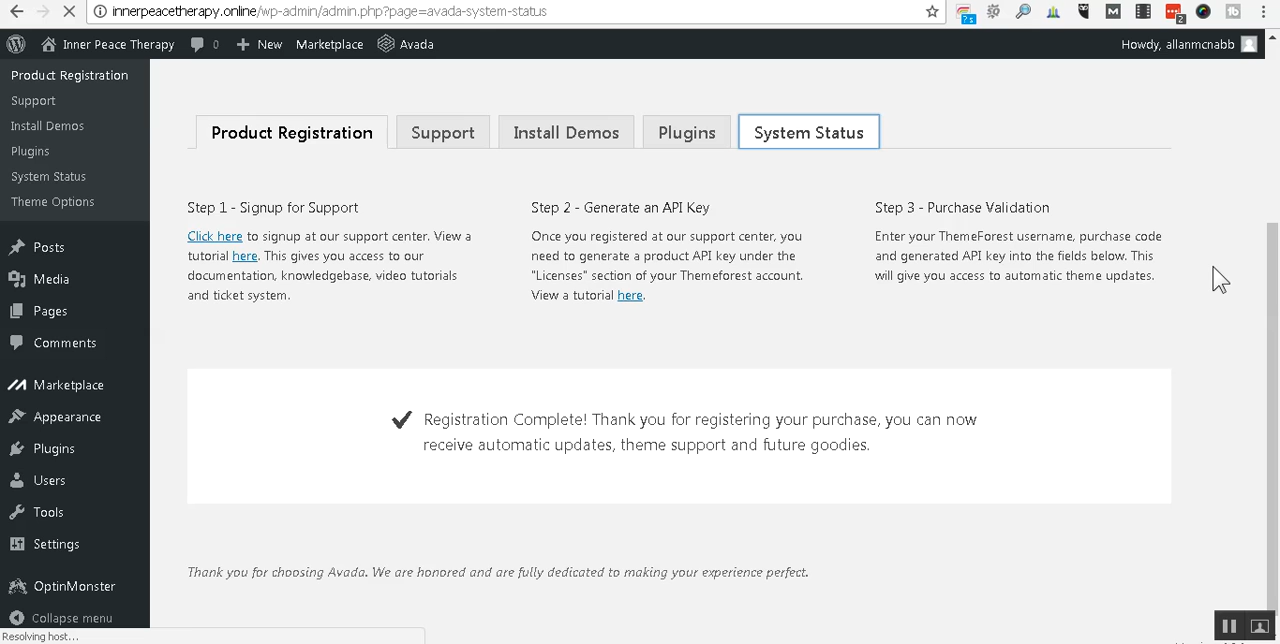 innerpeacetherapy.online/wp-admin/admin.php?page=avada-system-status
Inner Peace Therapy 0 New Marketplace Avada Howdy, allanmcnabb
Product Registration
Support
Install Demos
Plugins
System Status
Theme Options
Posts
Media
Pages
Comments
Marketplace
Appearance
Plugins
Users
Tools
Settings
OptinMonster
Collapse menu
Resolving host...
Product Registration Support Install Demos Plugins System Status
Step 1 - Signup for Support
Click here to signup at our support center. View a
tutorial here. This gives you access to our
documentation, knowledgebase, video tutorials
and ticket system.
Step 2 - Generate an API Key
Once you registered at our support center, you
need to generate a product API key under the
"Licenses" section of your Themeforest account.
View a tutorial here.
Step 3 - Purchase Validation
Enter your ThemeForest username, purchase code
and generated API key into the fields below. This
will give you access to automatic theme updates.
Registration Complete! Thank you for registering your purchase, you can now
receive automatic updates, theme support and future goodies.
Thank you for choosing Avada. We are honored and are fully dedicated to making your experience perfect.